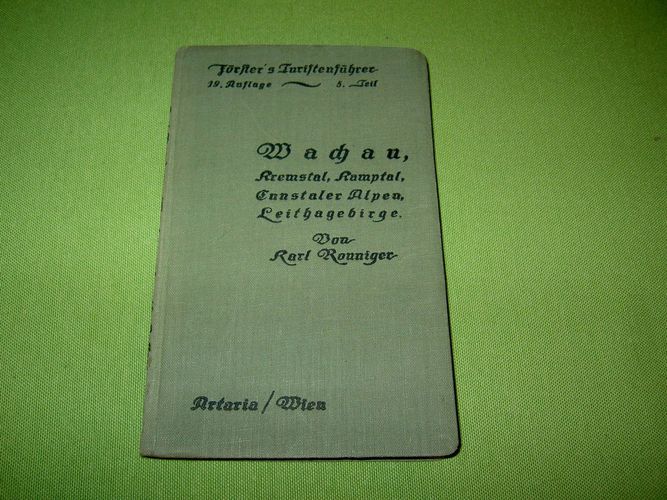 Förster's Turistenführer
19. Auflage 5. Teil
Wachau,
Kremstal, Kamptal,
Ennstaler Alpen,
Leithagebirge.
Von
Karl Ronniger
Artaria / Wien